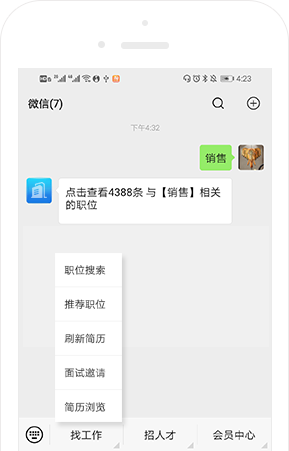 4:23
微信(7)
下午4:32
销售
点击查看4388条 与【销售】相关
的职位
职位搜索
推荐职位
刷新简历
面试邀请
简历浏览
找工作
招人才
会员中心